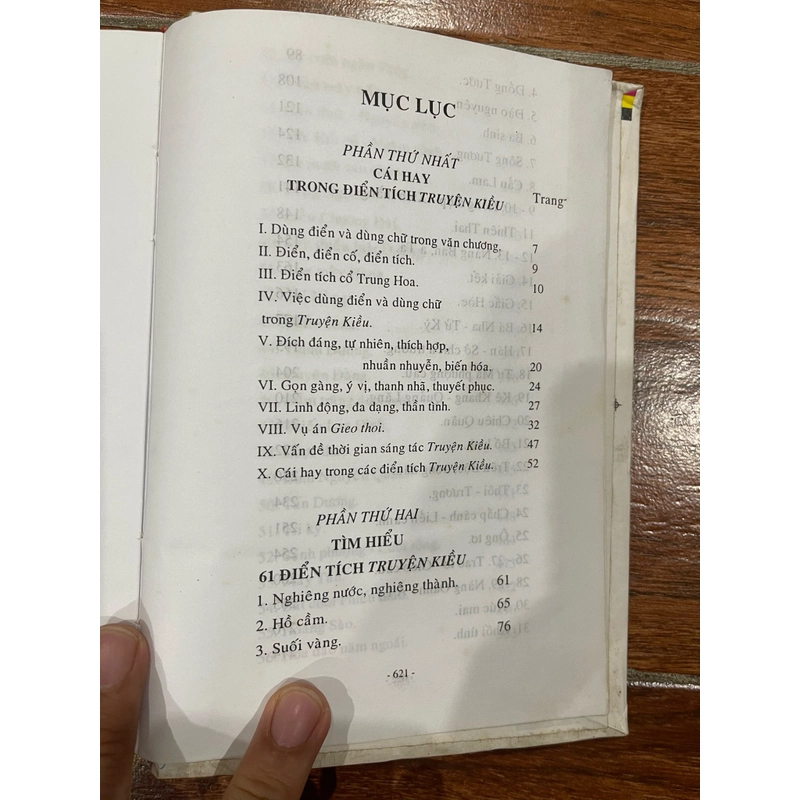 MỤC LỤC
PHẦN THỨ NHẤT
CÁI HAY
TRONG ĐIỂN TÍCH TRUYỆN KIỀU
Trang
I. Dùng điển và dùng chữ trong văn chương. 7
II. Điển, điển cố, điển tích. 9
III. Điển tích cổ Trung Hoa. 10
IV. Việc dùng điển và dùng chữ
trong Truyện Kiều. 14
V. Đích đáng, tự nhiên, thích hợp,
nhuần nhuyễn, biến hóa. 20
VI. Gọn gàng, ý vị, thanh nhã, thuyết phục. 24
VII. Linh động, đa dạng, thần tình. 27
VIII. Vụ án Gieo thoi. 32
IX. Vấn đề thời gian sáng tác Truyện Kiều. 47
X. Cái hay trong các điển tích Truyện Kiều. 52
PHẦN THỨ HAI
TÌM HIỂU
61 ĐIỂN TÍCH TRUYỆN KIỀU
1. Nghiêng nước, nghiêng thành. 61
2. Hồ cầm. 65
3. Suối vàng. 76
- 621 -